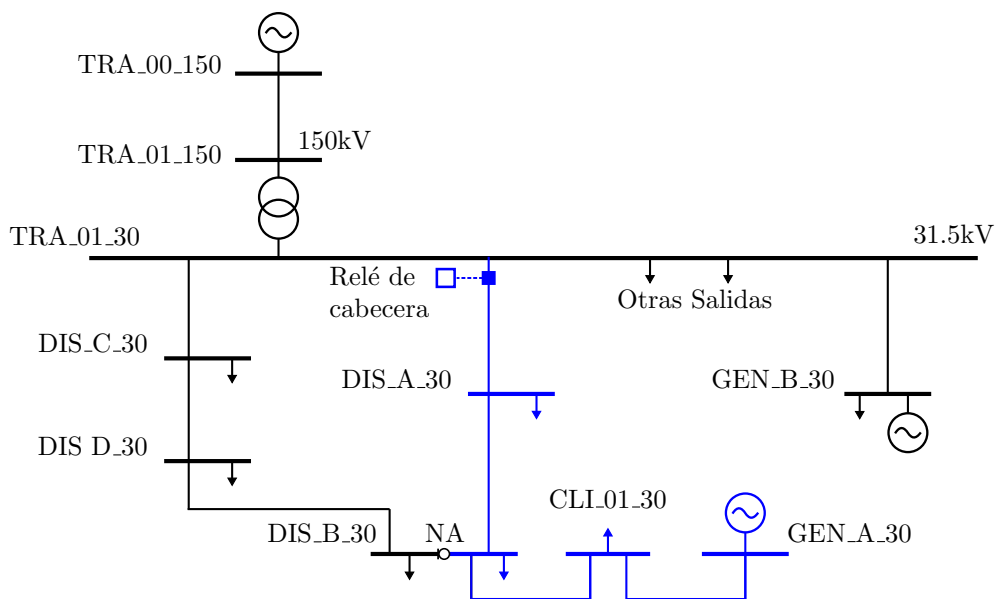 TRA_00_150
150kV
TRA_01_150
TRA_01_30
31.5kV
Relé de
cabecera
Otras Salidas
DIS_C_30
DIS_A_30
GEN_B_30
DIS D_30
CLI_01_30
DIS_B_30
NA
GEN_A_30